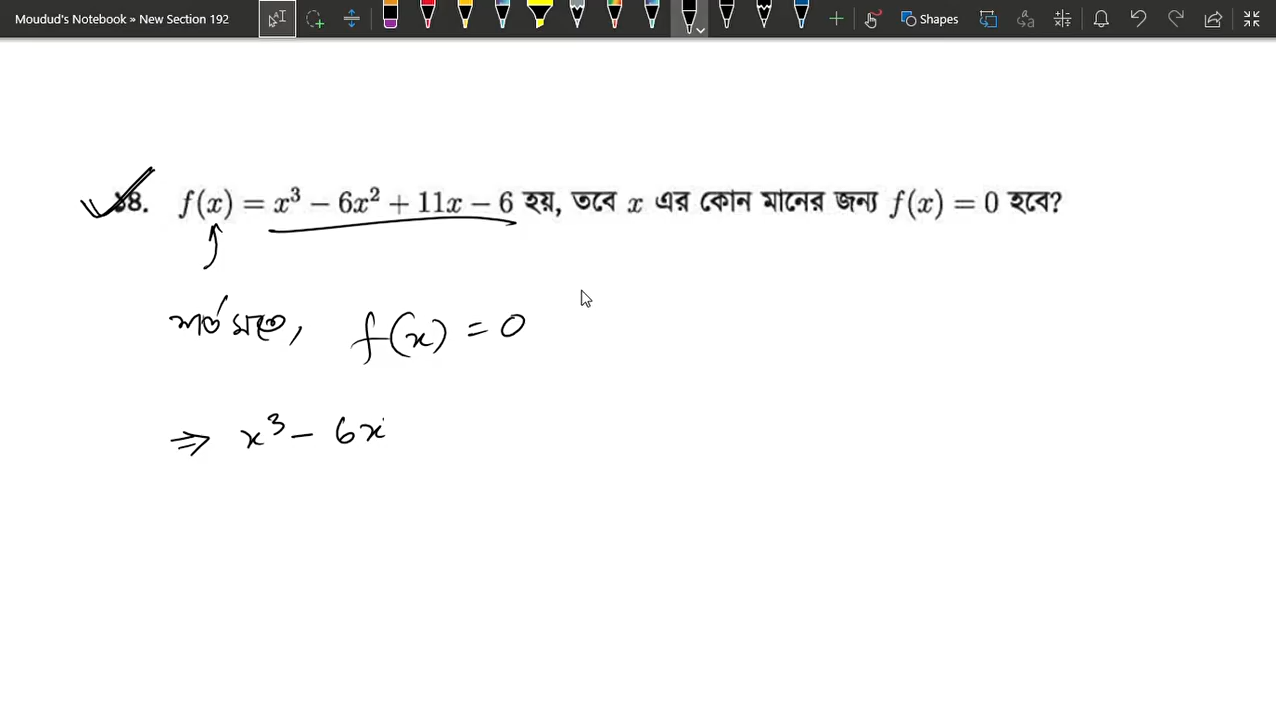 Moudud's Notebook » New Section 192
Shapes
8. f(x) = x³ − 6x² + 11x − 6 হয়, তবে x এর কোন মানের জন্য f(x) = 0 হবে?
শর্তমতে, f(x) = 0
⇒ x³ − 6x